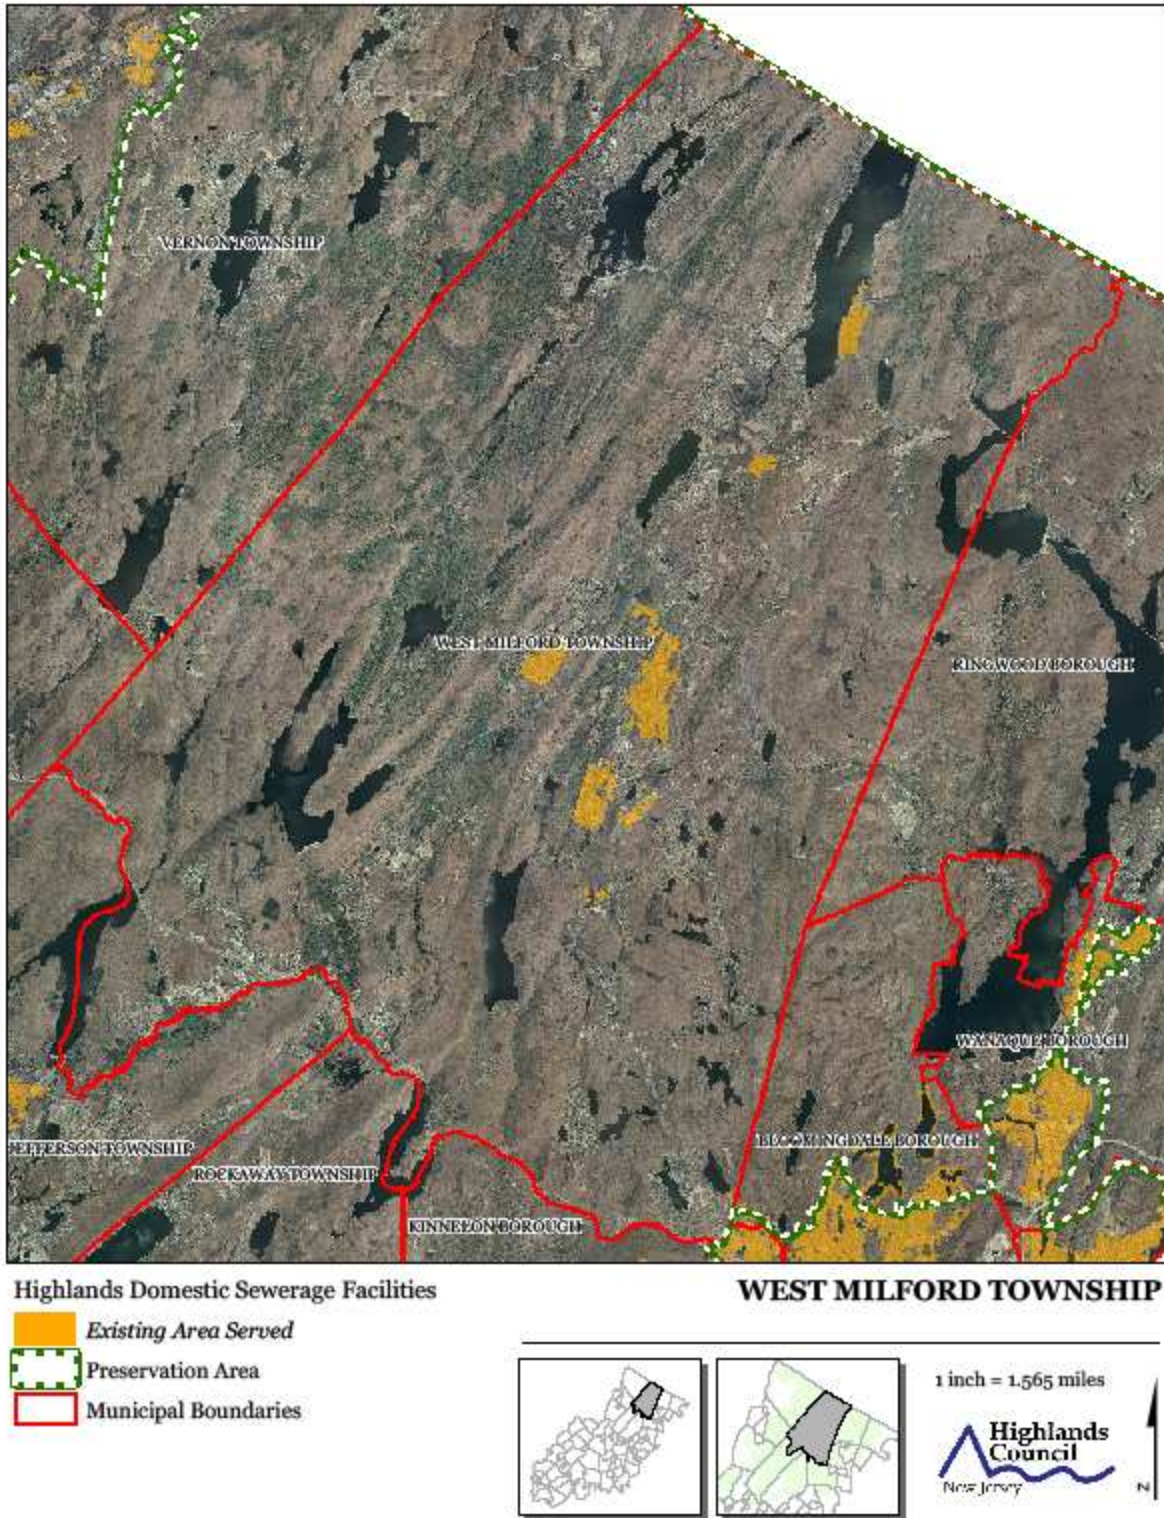 VERNON TOWNSHIP
WEST MILFORD TOWNSHIP
RINGWOOD BOROUGH
WANAQUE BOROUGH
BLOOMINGDALE BOROUGH
JEFFERSON TOWNSHIP
ROCKAWAY TOWNSHIP
KINNELON BOROUGH
Highlands Domestic Sewerage Facilities
WEST MILFORD TOWNSHIP
Existing Area Served
Preservation Area
Municipal Boundaries
1 inch = 1.565 miles
Highlands
Council
New Jersey
N